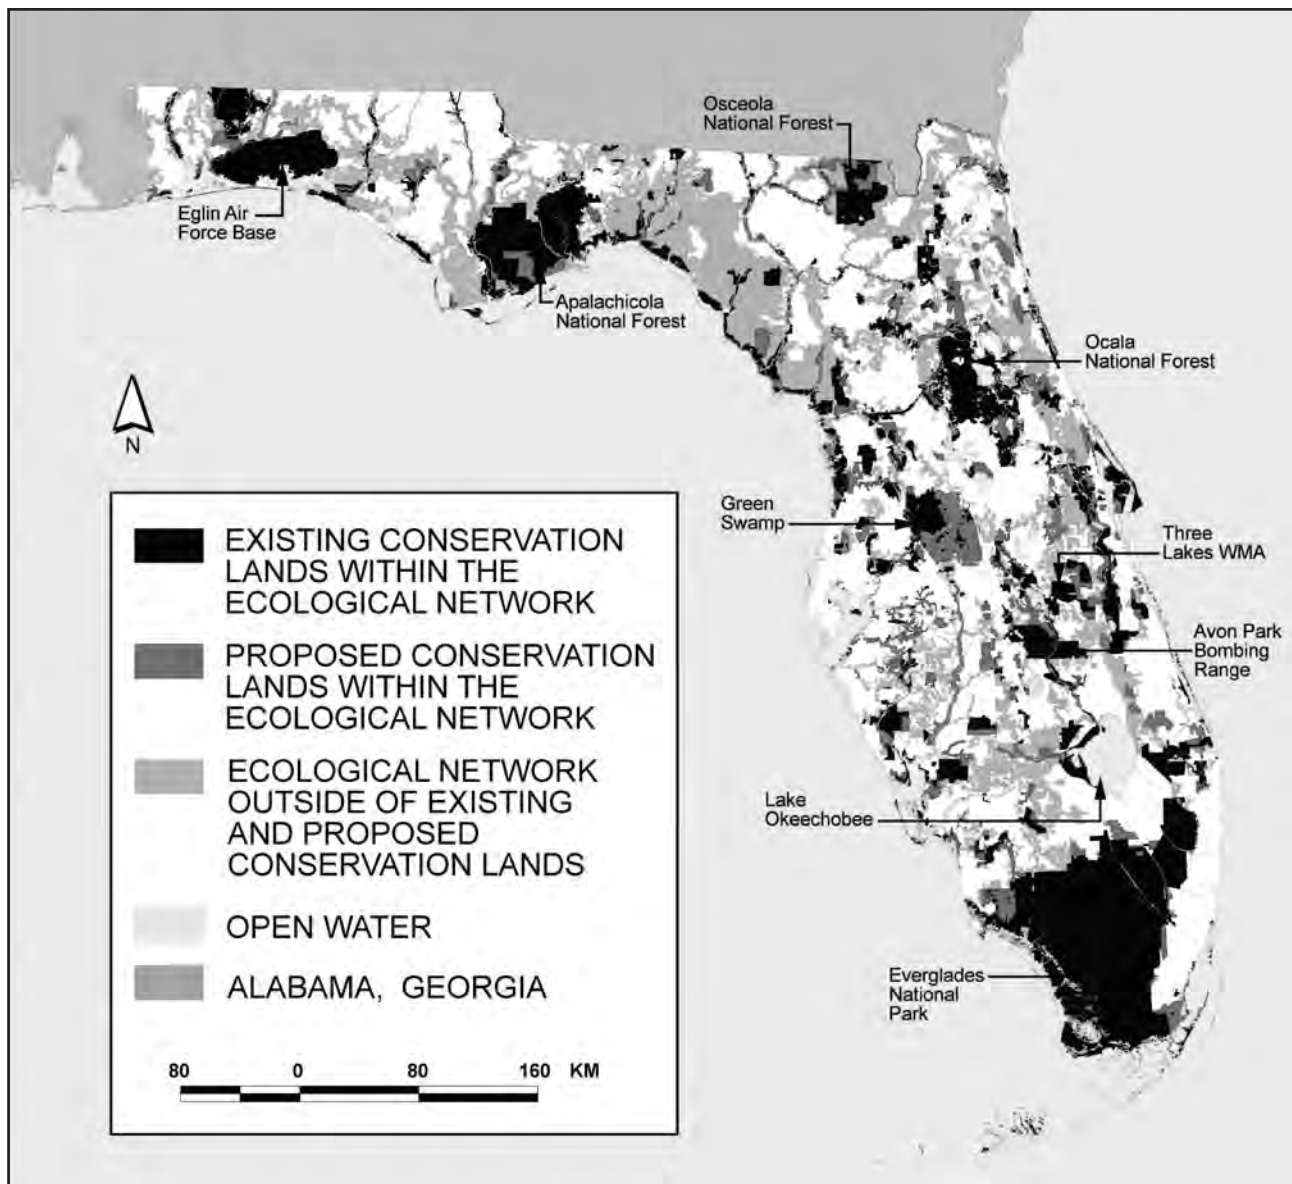 Osceola
National Forest
Eglin Air
Force Base
Apalachicola
National Forest
Ocala
National Forest
N
Green
Swamp
Three
Lakes WMA
Avon Park
Bombing
Range
Lake
Okeechobee
Everglades
National
Park
EXISTING CONSERVATION
LANDS WITHIN THE
ECOLOGICAL NETWORK
PROPOSED CONSERVATION
LANDS WITHIN THE
ECOLOGICAL NETWORK
ECOLOGICAL NETWORK
OUTSIDE OF EXISTING
AND PROPOSED
CONSERVATION LANDS
OPEN WATER
ALABAMA, GEORGIA
80 0 80 160 KM